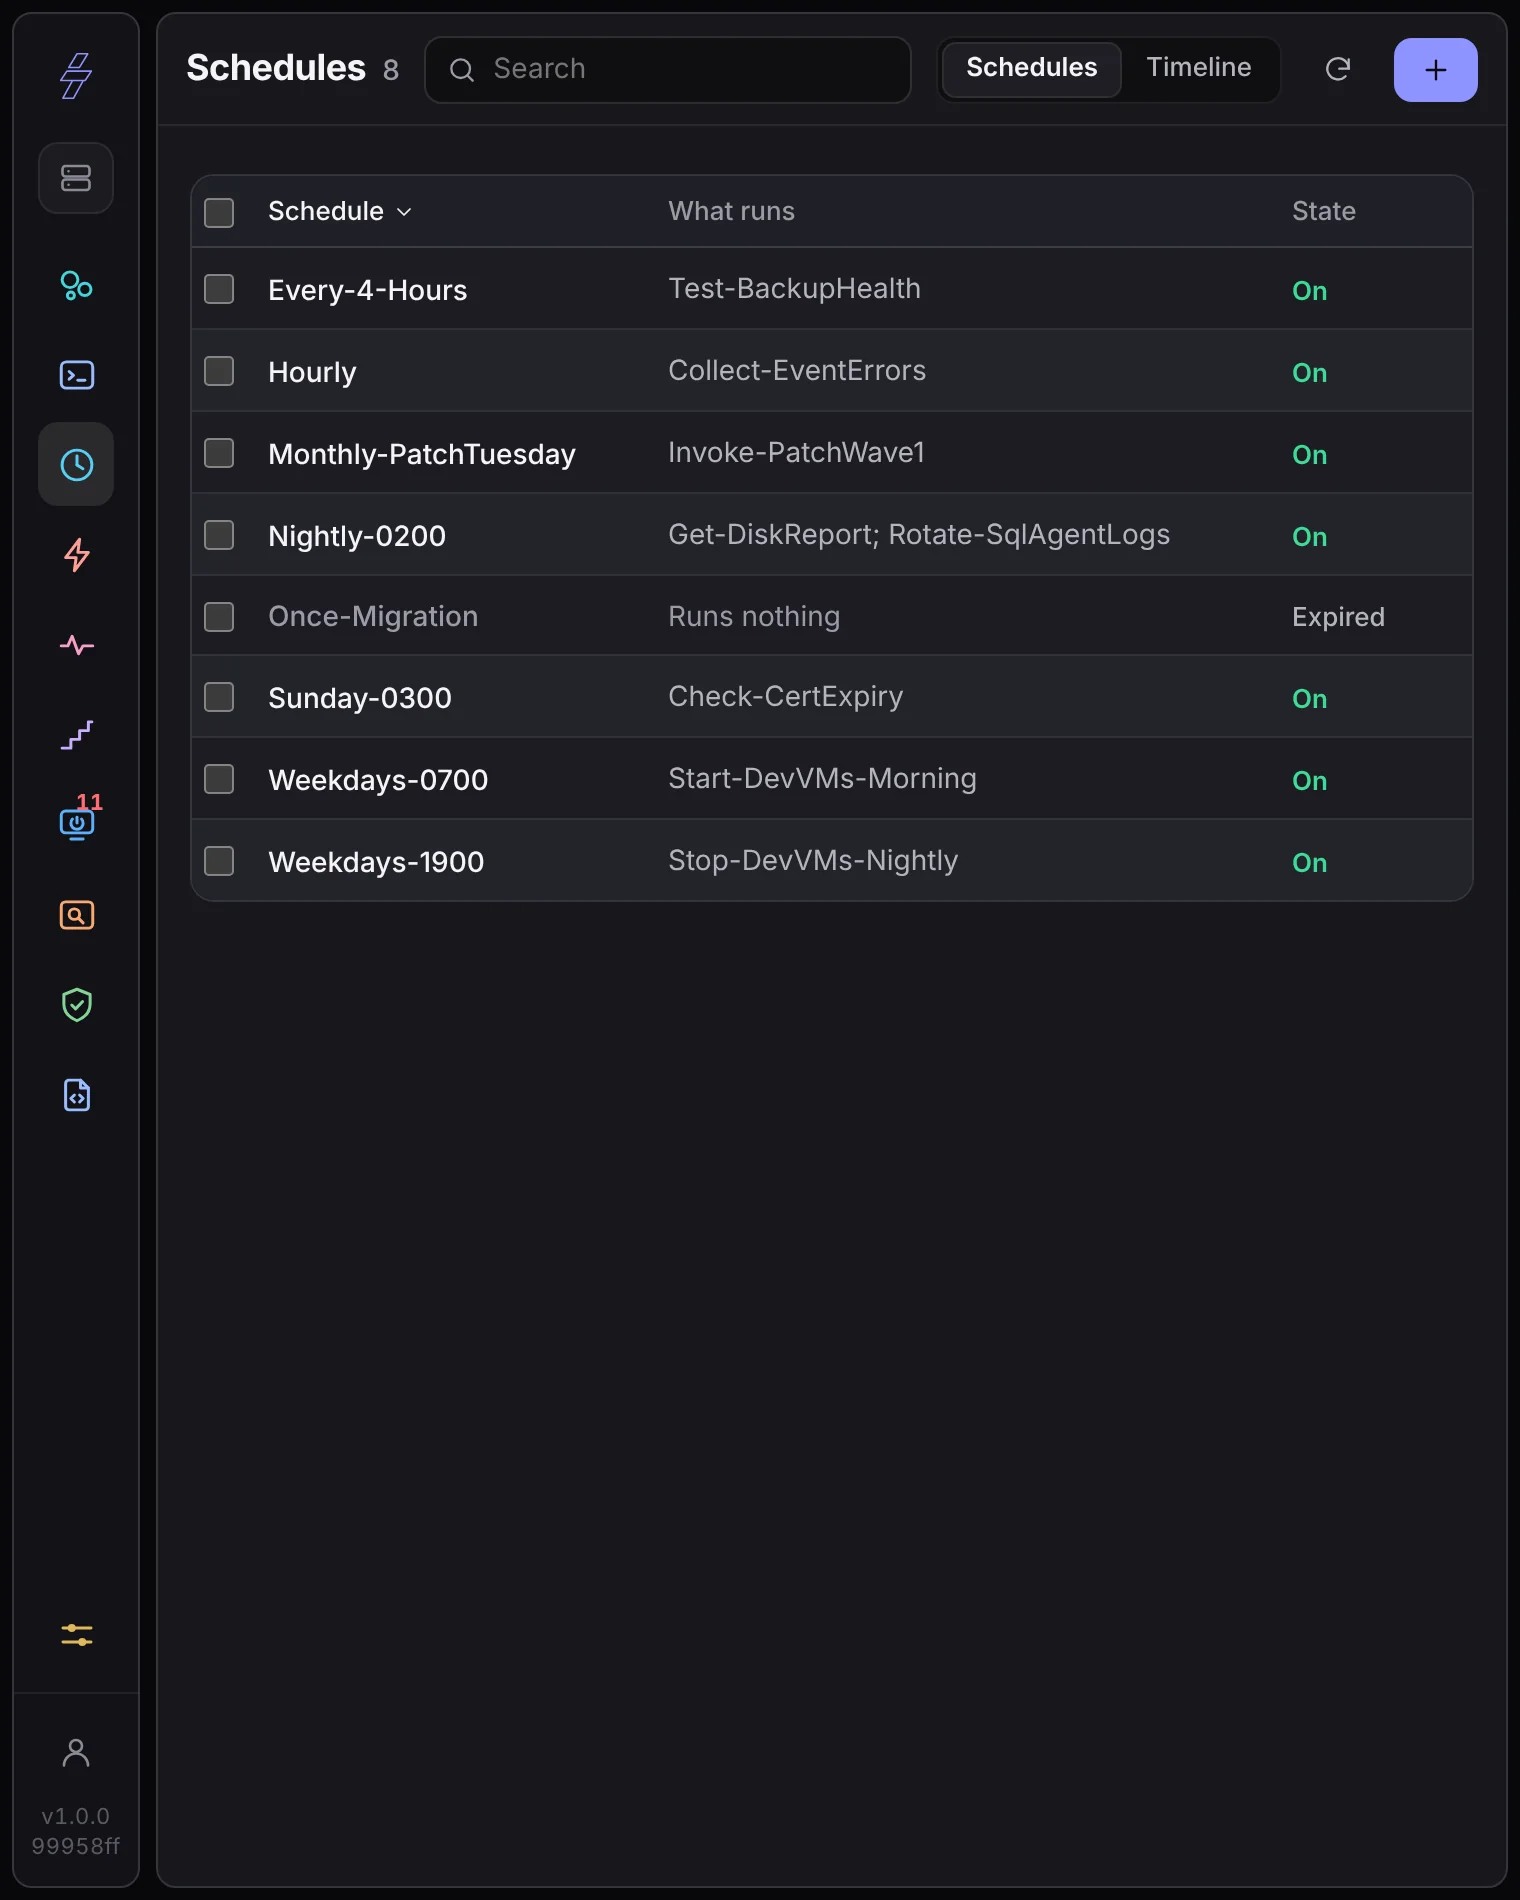 Schedules 8
Search
Schedules Timeline
Schedule What runs State
Every-4-Hours Test-BackupHealth On
Hourly Collect-EventErrors On
Monthly-PatchTuesday Invoke-PatchWave1 On
Nightly-0200 Get-DiskReport; Rotate-SqlAgentLogs On
Once-Migration Runs nothing Expired
Sunday-0300 Check-CertExpiry On
Weekdays-0700 Start-DevVMs-Morning On
Weekdays-1900 Stop-DevVMs-Nightly On
11
v1.0.0
99958ff